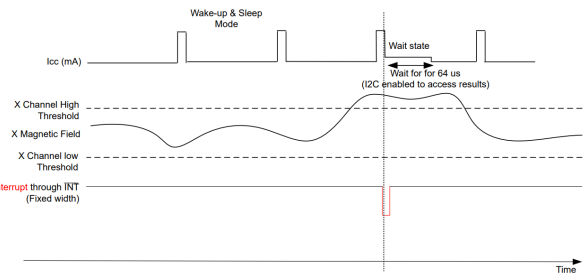 Wake-up & Sleep
Mode
Icc (mA)
Wait state
Wait for for 64 us
(I2C enabled to access results)
X Channel High
Threshold
X Magnetic Field
X Channel low
Threshold
terrupt through INT
(Fixed width)
Time